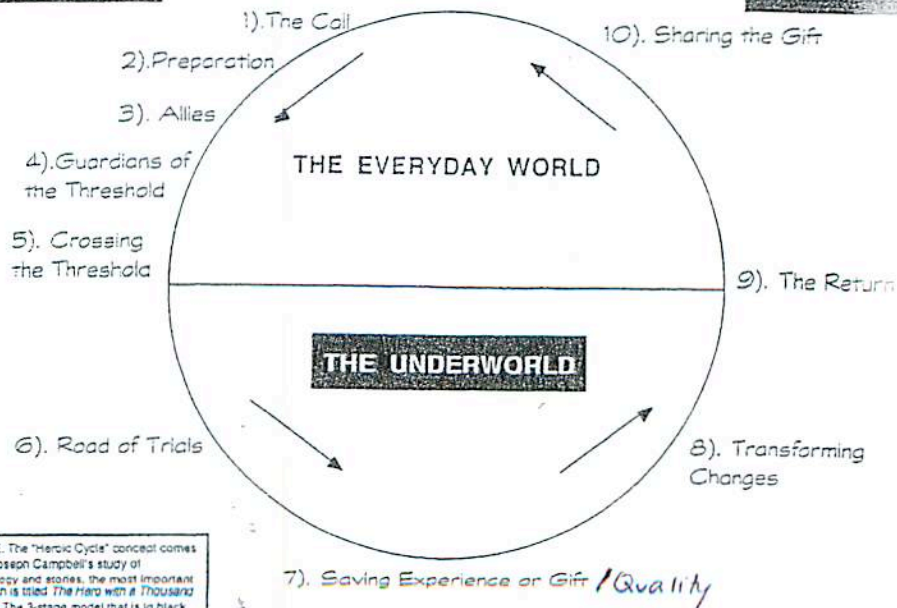 1).The Call
2).Preparation
3). Allies
4).Guardians of
the Threshold
5). Crossing
the Threshold
THE EVERYDAY WORLD
10). Sharing the Gift
9). The Return
THE UNDERWORLD
6). Road of Trials
8). Transforming
Changes
7). Saving Experience or Gift / Quality
The "Heroic Cycle" concept comes
Joseph Campbell's study of
and stories, the most important
which is titled The Hero with a Thousand
The 3-stage model that is in black